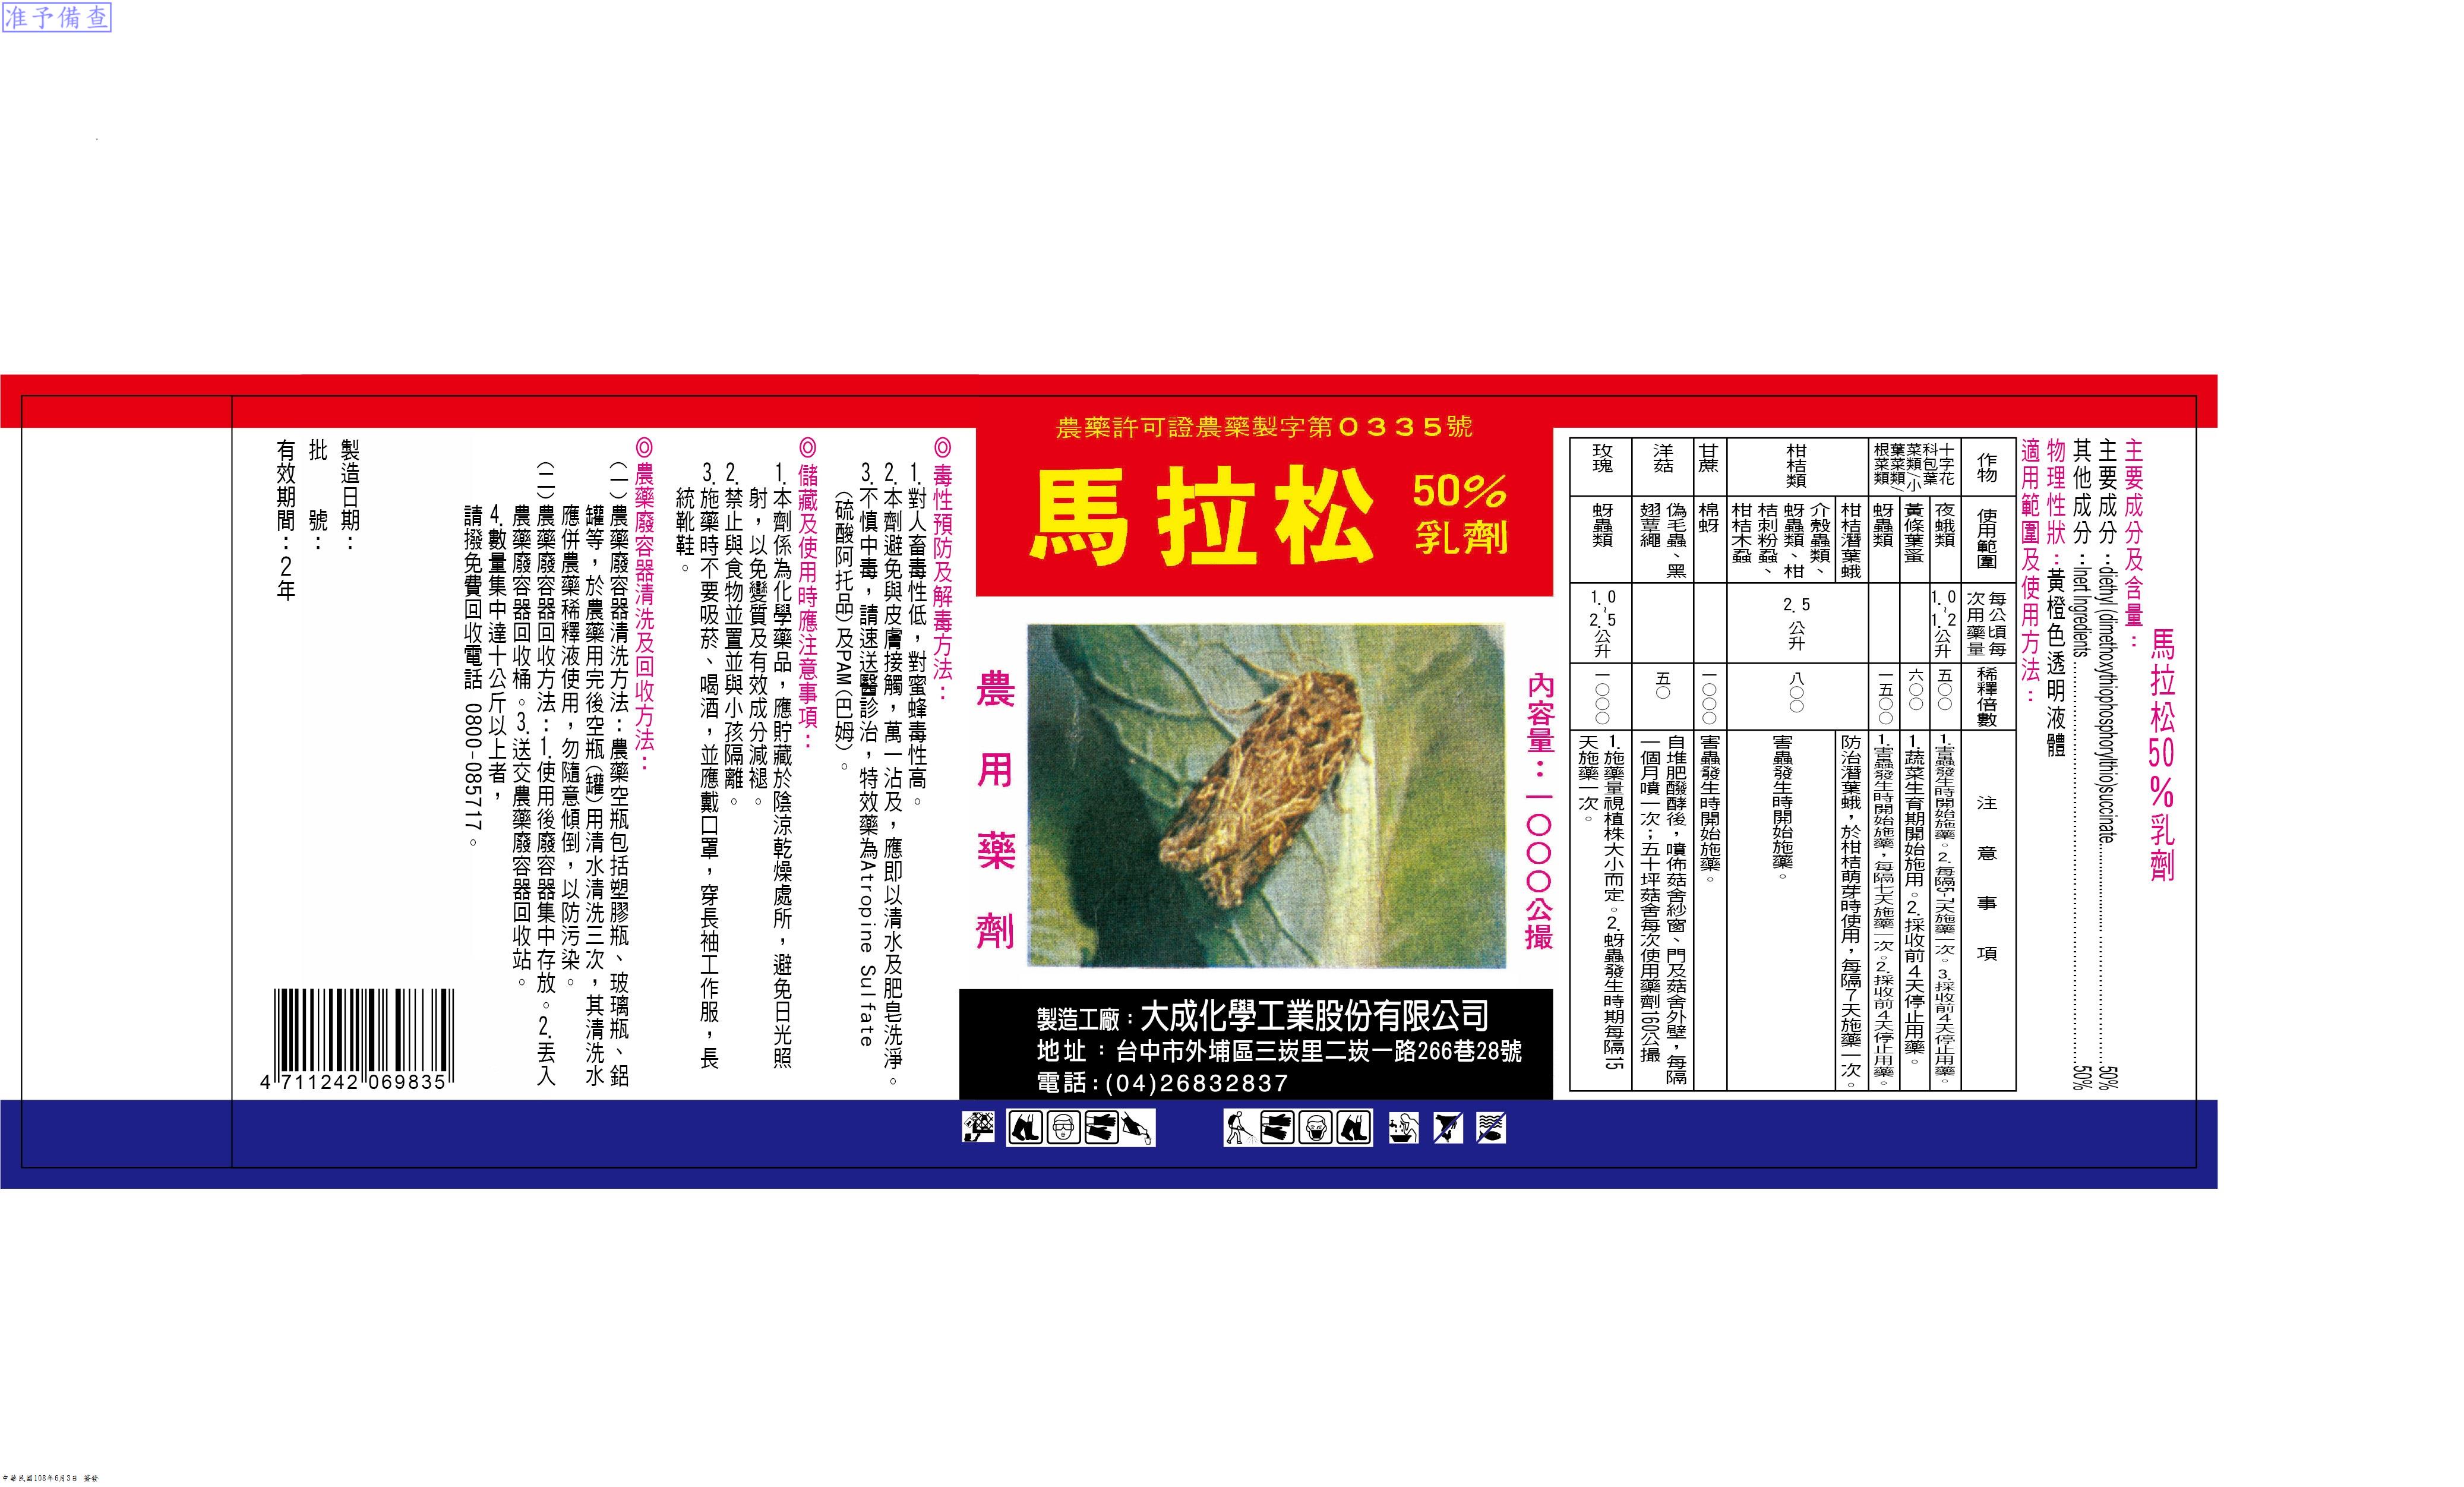 准予備查
馬拉松50%乳劑
主要成分及含量：
主要成分：diethyl (dimethoxythiophosphorylthio)succinate……50%
其他成分：Inert Ingredients……50%
物理性狀：黃橙色透明液體
適用範圍及使用方法：
作物 使用範圍 每公頃每次用藥量 稀釋倍數 注意事項
十字花科包葉菜類/小葉菜類/根菜類 夜蛾類 1.0~1.2公升 五〇〇 1.害蟲發生時開始施藥。2.每隔5-7天施藥一次。3.採收前4天停止用藥。
黃條葉蚤 六〇〇 1.蔬菜生育期開始施用。2.採收前4天停止用藥。
蚜蟲類 一五〇〇 1.害蟲發生時開始施藥，每隔七天施藥一次。2.採收前4天停止用藥。
柑桔類 柑桔潛葉蛾 2.5公升 八〇〇 防治潛葉蛾，於柑桔萌芽時使用，每隔7天施藥一次。
介殼蟲類、蚜蟲類、柑桔刺粉蝨、柑桔木蝨 害蟲發生時開始施藥。
甘蔗 棉蚜 一〇〇〇 害蟲發生時開始施藥。
洋菇 偽毛蟲、黑翅蕈繩 五〇 自堆肥醱酵後，噴佈菇舍紗窗、門及菇舍外壁，每隔一個月噴一次；五十坪菇舍每次使用藥劑160公撮
玫瑰 蚜蟲類 1.0~2.5公升 一〇〇〇 1.施藥量視植株大小而定。2.蚜蟲發生時期每隔15天施藥一次。
農藥許可證農藥製字第０３３５號
馬拉松
50%
乳劑
內容量：一〇〇〇公撮
農用藥劑
製造工廠：大成化學工業股份有限公司
地址：台中市外埔區三崁里二崁一路266巷28號
電話：(04)26832837
◎毒性預防及解毒方法：
1.對人畜毒性低，對蜜蜂毒性高。
2.本劑避免與皮膚接觸，萬一沾及，應即以清水及肥皂洗淨。
3.不慎中毒，請速送醫診治，特效藥為Atropine Sulfate
(硫酸阿托品)及PAM(巴姆)。
◎儲藏及使用時應注意事項：
1.本劑係為化學藥品，應貯藏於陰涼乾燥處所，避免日光照
射，以免變質及有效成分減褪。
2.禁止與食物並置並與小孩隔離。
3.施藥時不要吸菸、喝酒，並應戴口罩，穿長袖工作服，長
統靴鞋。
◎農藥廢容器清洗及回收方法：
(一)農藥廢容器清洗方法：農藥空瓶包括塑膠瓶、玻璃瓶、鋁
罐等，於農藥用完後空瓶(罐)用清水清洗三次，其清洗水
應併農藥稀釋液使用，勿隨意傾倒，以防污染。
(二)農藥廢容器回收方法：1.使用後廢容器集中存放。2.丟入
農藥廢容器回收桶。3.送交農藥廢容器回收站。
4.數量集中達十公斤以上者，
請撥免費回收電話 0800-085717。
製造日期：
批號：
有效期間：2年
4 711242 069835
中華民國108年6月3日 簽發